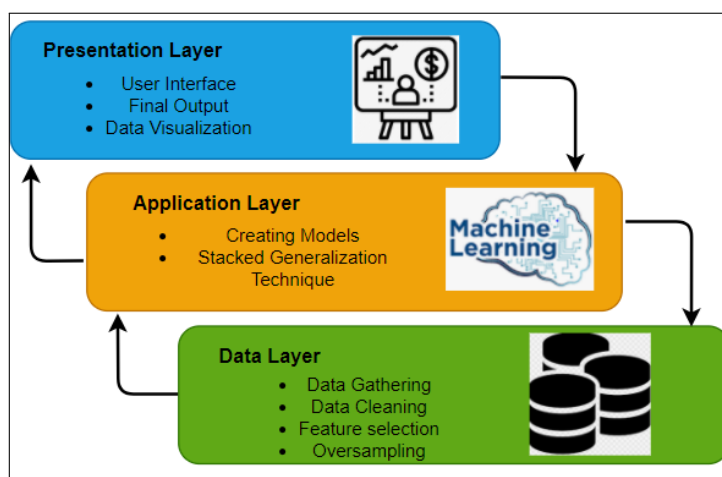 Presentation Layer
User Interface
Final Output
Data Visualization
Application Layer
Creating Models
Stacked Generalization
Technique
Machine
Learning
Data Layer
Data Gathering
Data Cleaning
Feature selection
Oversampling